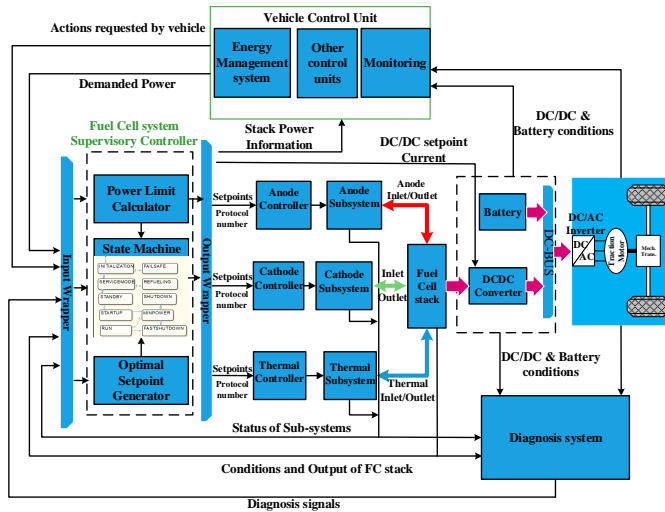 Vehicle Control Unit
Actions requested by vehicle
Energy
Management
system
Other
control
units
Monitoring
Demanded Power
Fuel Cell system
Supervisory Controller
Stack Power
Information
DC/DC setpoint
Current
DC/DC &
Battery conditions
Input Wrapper
Power Limit
Calculator
State Machine
INITIALIZATION
FAILSAFE
SERVICEMODE
REFUELING
STANDBY
SHUTDOWN
STARTUP
MINPOWER
RUN
FASTSHUTDOWN
Optimal
Setpoint
Generator
Output Wrapper
Setpoints
Protocol
number
Anode Controller
Anode
Subsystem
Anode
Inlet/Outlet
Setpoints
Protocol
number
Cathode
Controller
Cathode
Subsystem
Inlet
Outlet
Setpoints
Protocol
number
Thermal
Controller
Thermal
Subsystem
Thermal
Inlet/Outlet
Fuel
Cell
stack
Battery
DCDC
Converter
DC-BUS
DC/AC
Inverter
DC
AC
Traction
Motor
Mech.
Trans.
DC/DC & Battery
conditions
Diagnosis system
Status of Sub-systems
Conditions and Output of FC stack
Diagnosis signals